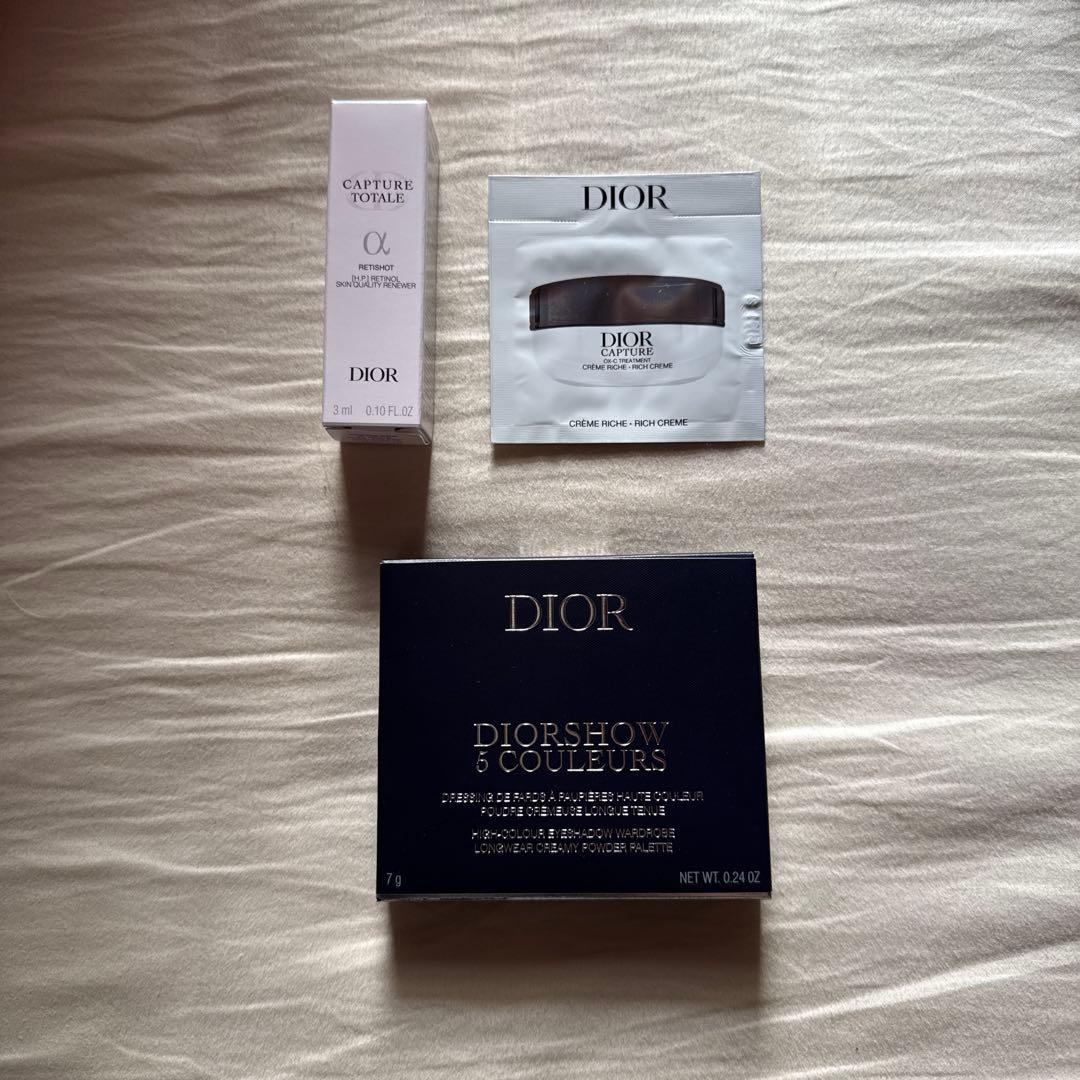 CAPTURE
TOTALE
α
RETISHOT
[H.P.] RETINOL
SKIN QUALITY RENEWER
DIOR
3 ml 0.10 FL.OZ
DIOR
DIOR
CAPTURE
OX-C TREATMENT
CRÈME RICHE • RICH CREME
CRÈME RICHE • RICH CREME
DIOR
DIORSHOW
5 COULEURS
DRESSING DE FARDS À PAUPIÈRES HAUTE COULEUR
POUDRE CRÉMEUSE LONGUE TENUE
HIGH-COLOUR EYESHADOW WARDROBE
LONGWEAR CREAMY POWDER PALETTE
7 g NET WT. 0.24 OZ